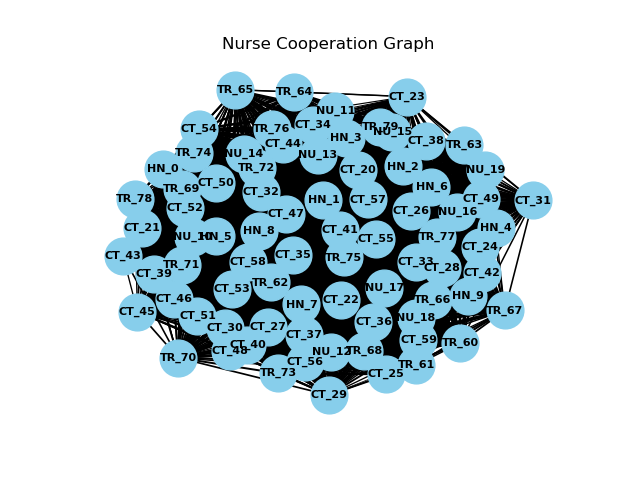 Nurse Cooperation Graph
TR_65
TR_64
CT_23
NU_11
CT_54
TR_76
CT_34
TR_79
NU_15
HN_3
CT_38
TR_63
CT_44
TR_74
NU_14
NU_13
HN_0
TR_72
CT_20
HN_2
NU_19
CT_50
TR_69
CT_32
HN_6
TR_78
CT_52
HN_1
CT_57
CT_49
CT_31
CT_47
CT_26
NU_16
CT_21
HN_8
CT_41
HN_4
HN_5
CT_55
TR_77
CT_24
CT_43
CT_35
TR_75
TR_71
CT_58
CT_33
CT_28
CT_39
CT_42
TR_62
CT_53
NU_17
CT_46
CT_22
TR_66
HN_9
CT_45
HN_7
TR_67
CT_51
NU_18
CT_30
CT_27
CT_36
CT_37
CT_59
TR_60
CT_40
CT_48
NU_12
TR_68
TR_70
CT_56
TR_61
TR_73
CT_25
CT_29